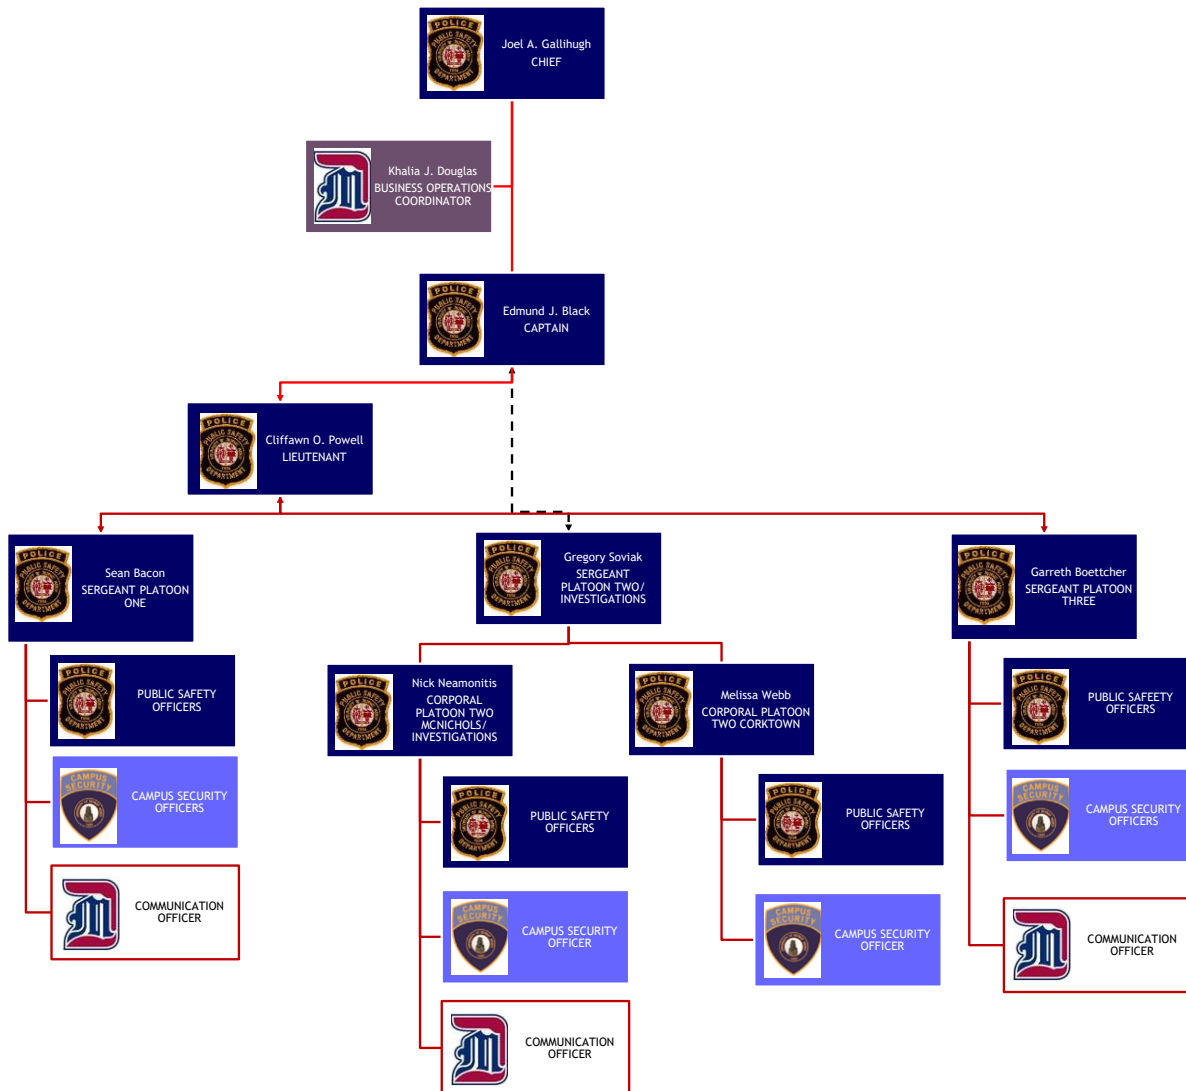 Joel A. Gallihugh
CHIEF
Khalia J. Douglas
BUSINESS OPERATIONS
COORDINATOR
Edmund J. Black
CAPTAIN
Cliffawn O. Powell
LIEUTENANT
Sean Bacon
SERGEANT PLATOON
ONE
PUBLIC SAFETY
OFFICERS
CAMPUS SECURITY
OFFICERS
COMMUNICATION
OFFICER
Gregory Soviak
SERGEANT
PLATOON TWO/
INVESTIGATIONS
Nick Neamonitis
CORPORAL
PLATOON TWO
MCNICHOLS/
INVESTIGATIONS
PUBLIC SAFETY
OFFICERS
CAMPUS SECURITY
OFFICER
COMMUNICATION
OFFICER
Melissa Webb
CORPORAL PLATOON
TWO CORKTOWN
PUBLIC SAFETY
OFFICERS
CAMPUS SECURITY
OFFICER
Garreth Boettcher
SERGEANT PLATOON
THREE
PUBLIC SAFEETY
OFFICERS
CAMPUS SECURITY
OFFICERS
COMMUNICATION
OFFICER